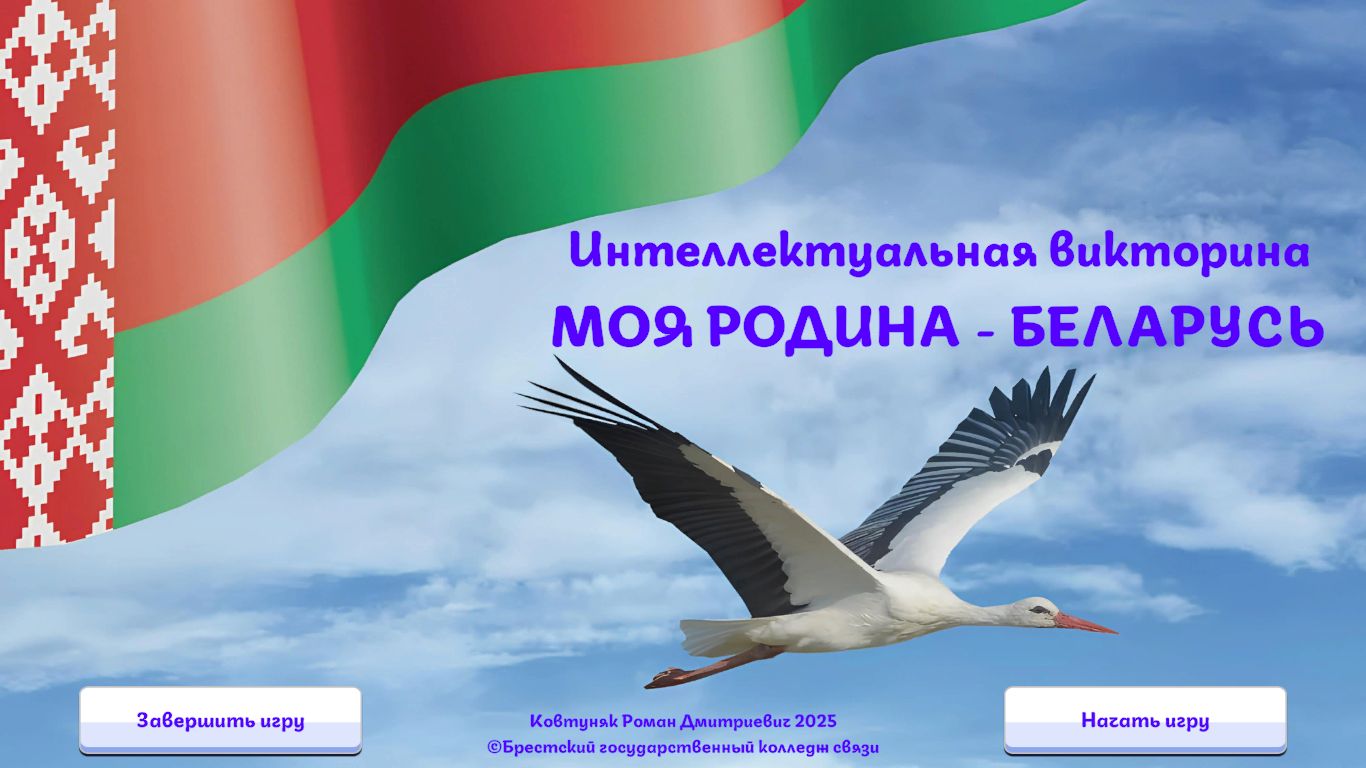 Интеллектуальная викторина
МОЯ РОДИНА - БЕЛАРУСЬ
Завершить игру
Начать игру
Ковтуняк Роман Дмитриевич 2025
©Брестский государственный колледж связи